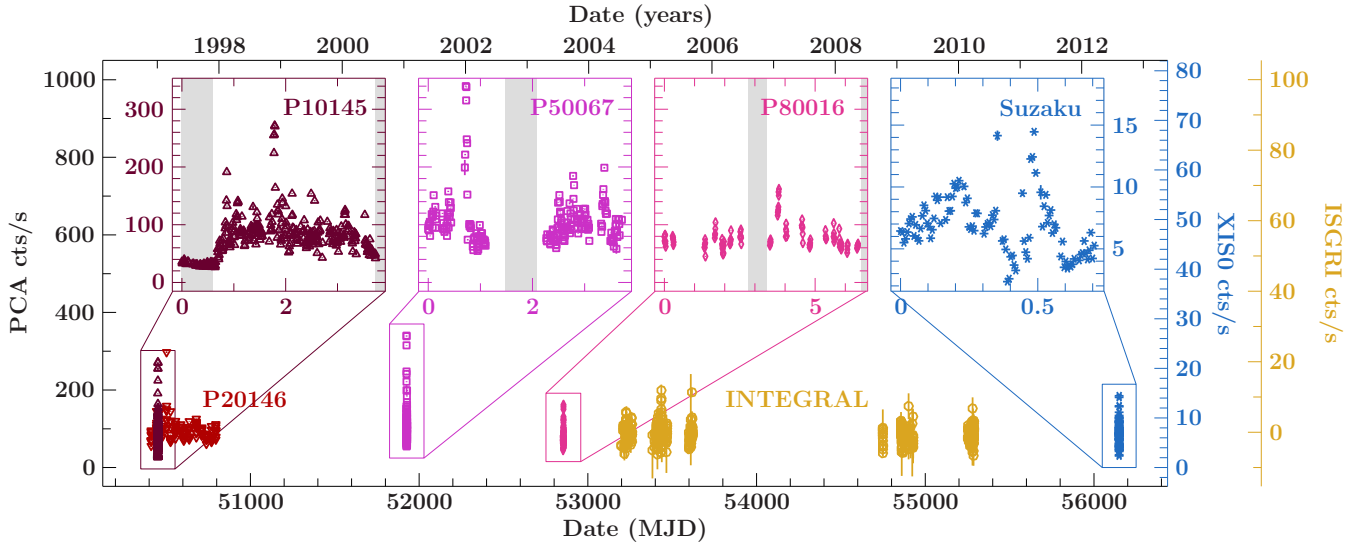 Date (years)
1998 2000 2002 2004 2006 2008 2010 2012
1000 800 600 400 200 0
PCA cts/s
P10145
300 200 100 0
0 2
P50067
0 2
P80016
0 5
Suzaku
15 10 5
0 0.5
80 70 60 50 40 30 20 10 0
XIS0 cts/s
100 80 60 40 20 0
ISGRI cts/s
P20146
INTEGRAL
51000 52000 53000 54000 55000 56000
Date (MJD)